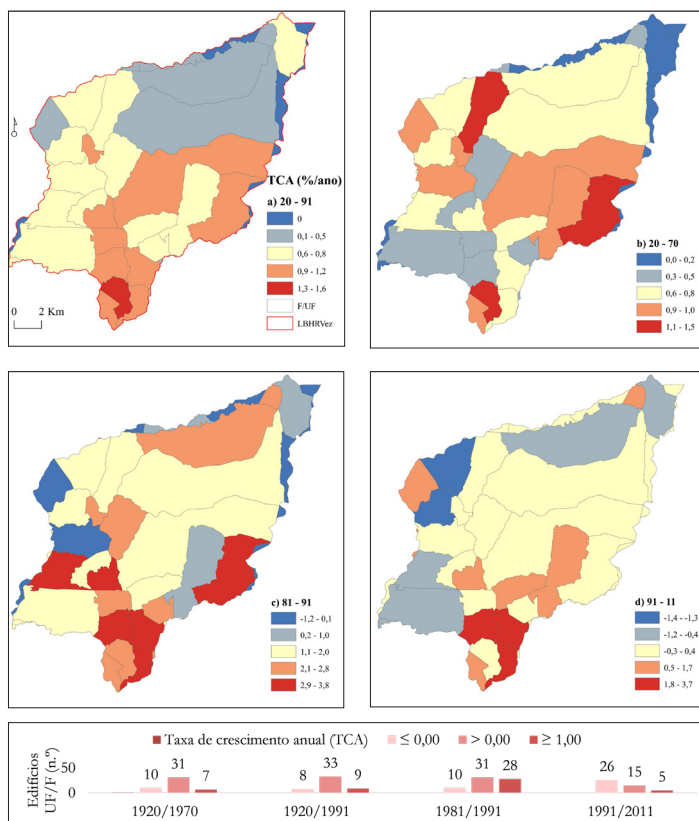 TCA (%/ano)
a) 20 - 91
0
0,1 - 0,5
0,6 - 0,8
0,9 - 1,2
1,3 - 1,6
F/UF
LBHRVez
0 2 Km
b) 20 - 70
0,0 - 0,2
0,3 - 0,5
0,6 - 0,8
0,9 - 1,0
1,1 - 1,5
c) 81 - 91
-1,2 - 0,1
0,2 - 1,0
1,1 - 2,0
2,1 - 2,8
2,9 - 3,8
d) 91 - 11
-1,4 - -1,3
-1,2 - -0,4
-0,3 - 0,4
0,5 - 1,7
1,8 - 3,7
Taxa de crescimento anual (TCA) ≤ 0,00 > 0,00 ≥ 1,00
Edifícios
UF/F (n.º)
50
0
10 31 7 8 33 9 10 31 28 26 15 5
1920/1970 1920/1991 1981/1991 1991/2011